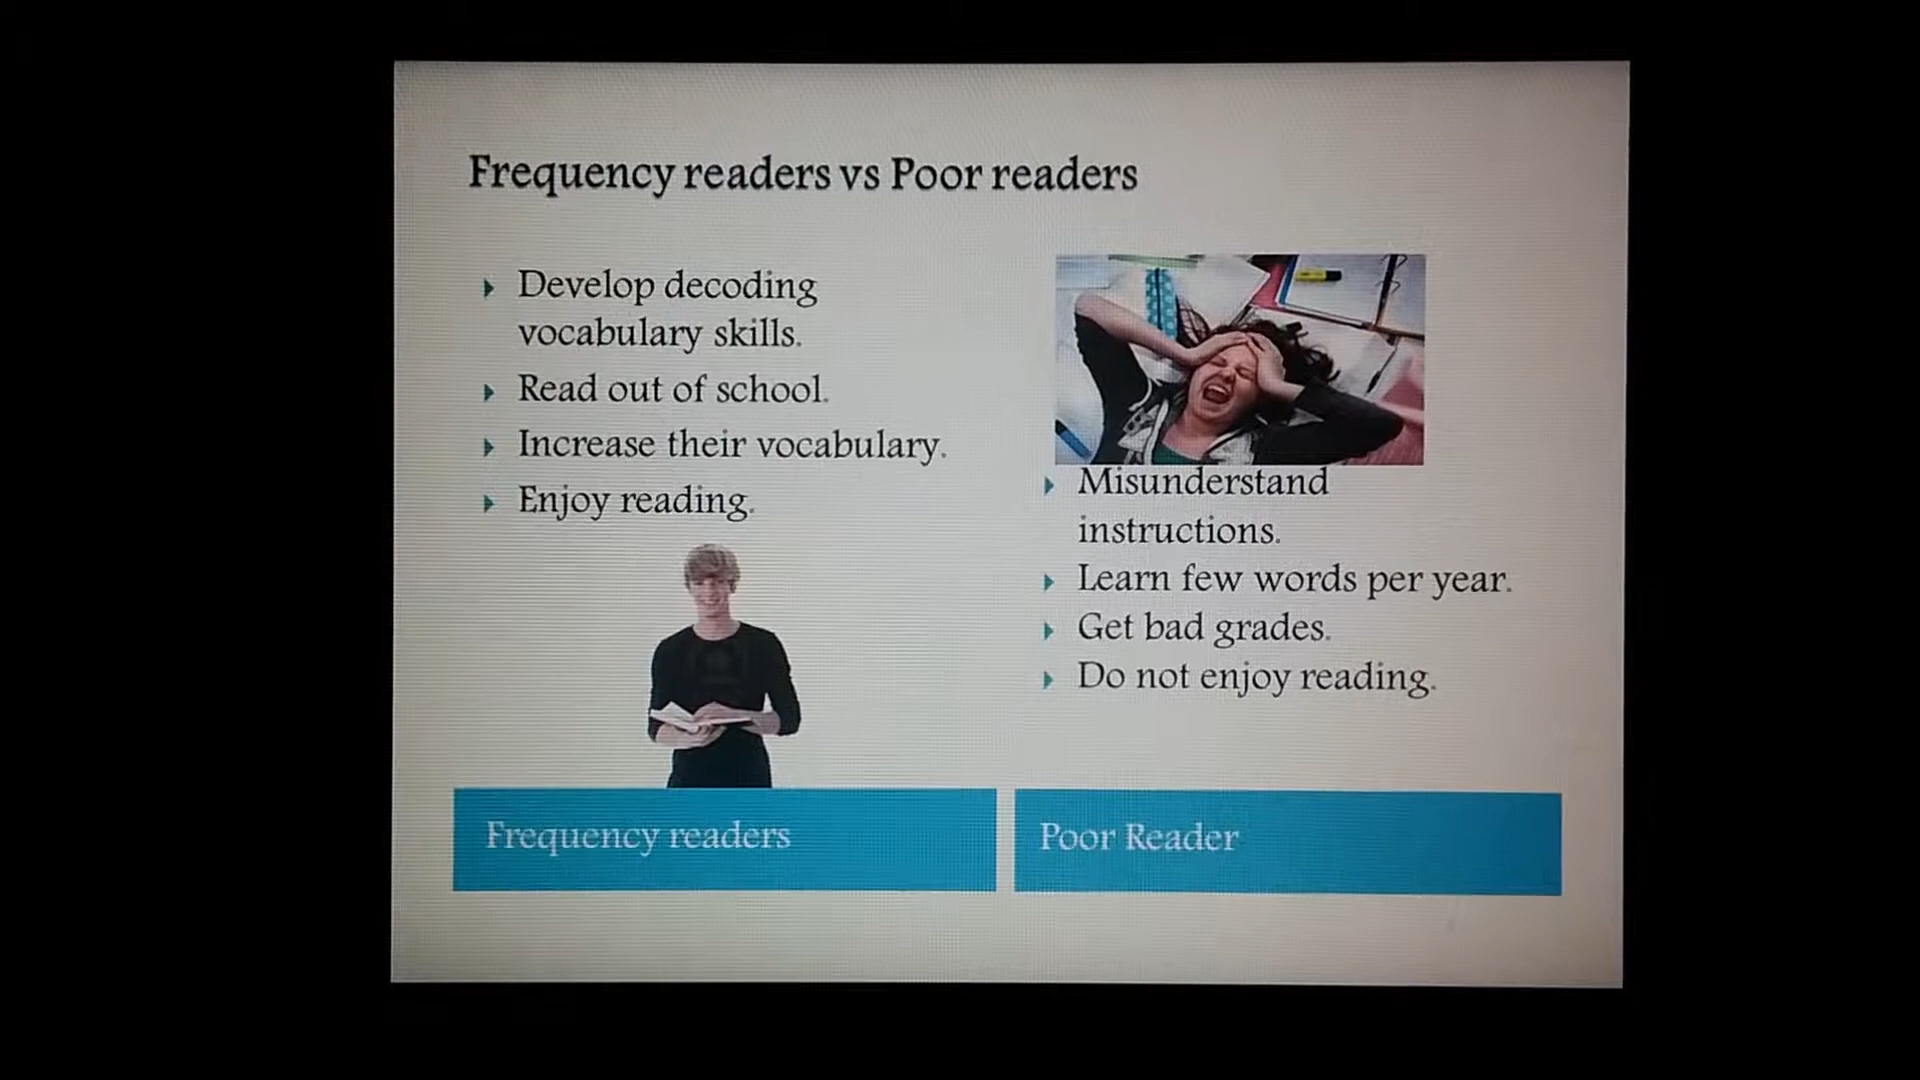 Frequency readers vs Poor readers
Develop decoding
vocabulary skills.
Read out of school.
Increase their vocabulary.
Enjoy reading.
Misunderstand
instructions.
Learn few words per year.
Get bad grades.
Do not enjoy reading.
Frequency readers
Poor Reader